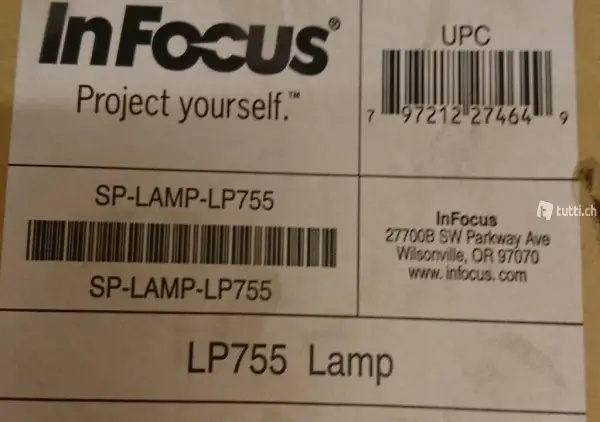 InFocus®
Project yourself.™
UPC
7 97212 27464 9
SP-LAMP-LP755
SP-LAMP-LP755
InFocus
27700B SW Parkway Ave
Wilsonville, OR 97070
www.infocus.com
tutti.ch
LP755 Lamp